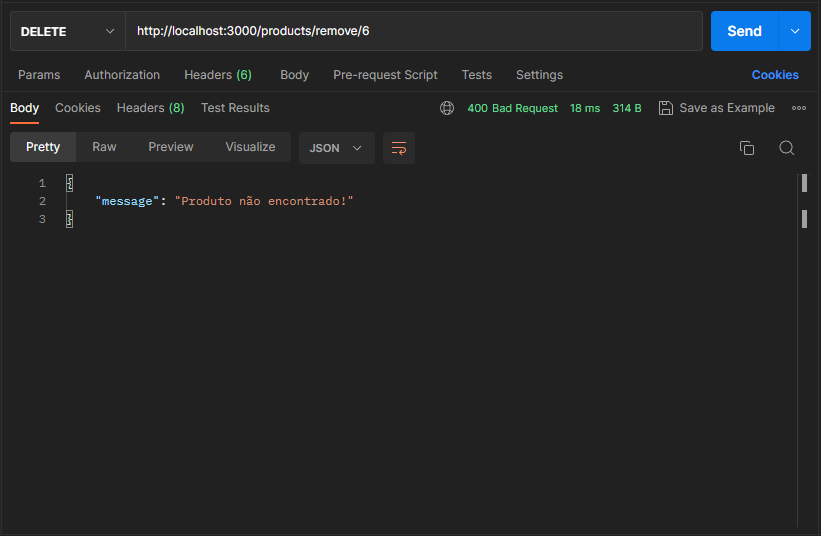 DELETE http://localhost:3000/products/remove/6 Send
Params Authorization Headers (6) Body Pre-request Script Tests Settings Cookies
Body Cookies Headers (8) Test Results 400 Bad Request 18 ms 314 B Save as Example
Pretty Raw Preview Visualize JSON
1 {
2 "message": "Produto não encontrado!"
3 }